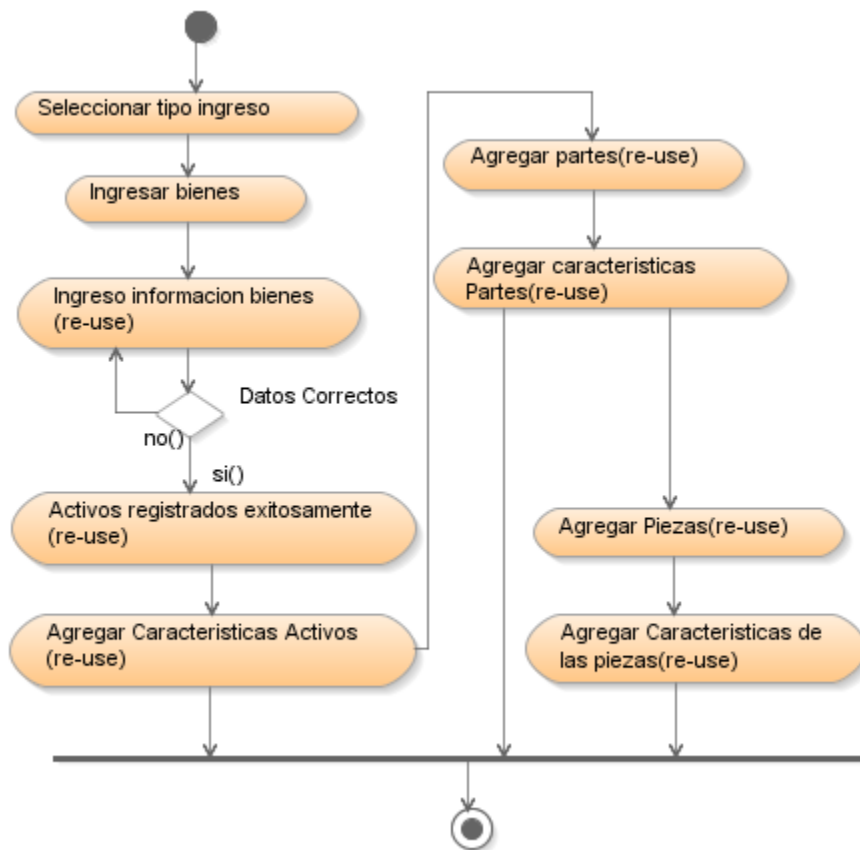 Seleccionar tipo ingreso
Ingresar bienes
Ingreso informacion bienes
(re-use)
Datos Correctos
no()
si()
Activos registrados exitosamente
(re-use)
Agregar Caracteristicas Activos
(re-use)
Agregar partes(re-use)
Agregar caracteristicas
Partes(re-use)
Agregar Piezas(re-use)
Agregar Caracteristicas de
las piezas(re-use)